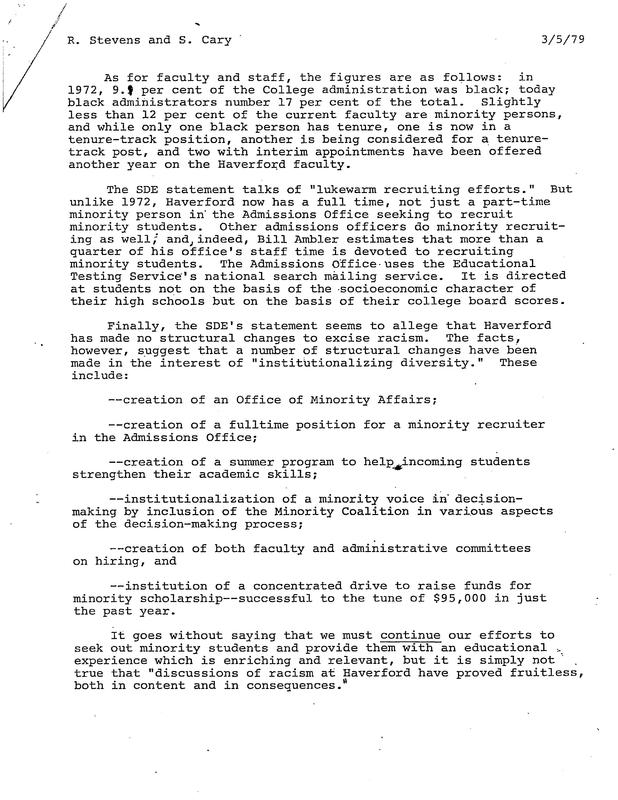 R. Stevens and S. Cary 3/5/79
As for faculty and staff, the figures are as follows: in
1972, 9. per cent of the College administration was black; today
black administrators number 17 per cent of the total. Slightly
less than 12 per cent of the current faculty are minority persons,
and while only one black person has tenure, one is now in a
tenure-track position, another is being considered for a tenure-
track post, and two with interim appointments have been offered
another year on the Haverford faculty.
The SDE statement talks of "lukewarm recruiting efforts." But
unlike 1972, Haverford now has a full time, not just a part-time
minority person in the Admissions Office seeking to recruit
minority students. Other admissions officers do minority recruit-
ing as well; and, indeed, Bill Ambler estimates that more than a
quarter of his office's staff time is devoted to recruiting
minority students. The Admissions Office uses the Educational
Testing Service's national search mailing service. It is directed
at students not on the basis of the socioeconomic character of
their high schools but on the basis of their college board scores.
Finally, the SDE's statement seems to allege that Haverford
has made no structural changes to excise racism. The facts,
however, suggest that a number of structural changes have been
made in the interest of "institutionalizing diversity." These
include:
--creation of an Office of Minority Affairs;
--creation of a fulltime position for a minority recruiter
in the Admissions Office;
--creation of a summer program to help incoming students
strengthen their academic skills;
--institutionalization of a minority voice in decision-
making by inclusion of the Minority Coalition in various aspects
of the decision-making process;
--creation of both faculty and administrative committees
on hiring, and
--institution of a concentrated drive to raise funds for
minority scholarship--successful to the tune of $95,000 in just
the past year.
It goes without saying that we must continue our efforts to
seek out minority students and provide them with an educational
experience which is enriching and relevant, but it is simply not
true that "discussions of racism at Haverford have proved fruitless,
both in content and in consequences."